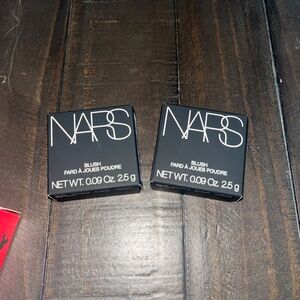 NARS
BLUSH
FARD À JOUES POUDRE
NET WT. 0.09 Oz. 2.5 g
NARS
BLUSH
FARD À JOUES POUDRE
NET WT. 0.09 Oz. 2.5 g